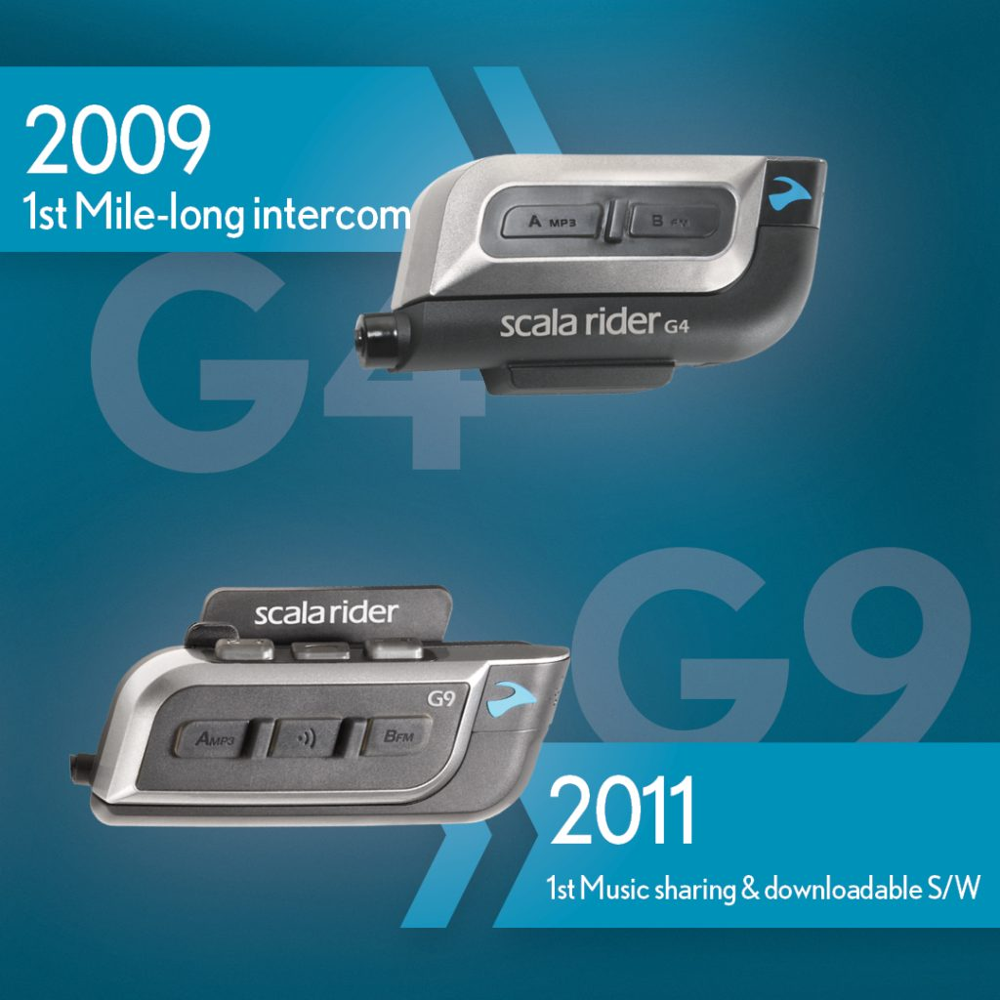 2009
1st Mile-long intercom
A MP3
B FM
scala rider G4
G4
G9
scala rider
G9
A MP3
B FM
2011
1st Music sharing & downloadable S/W